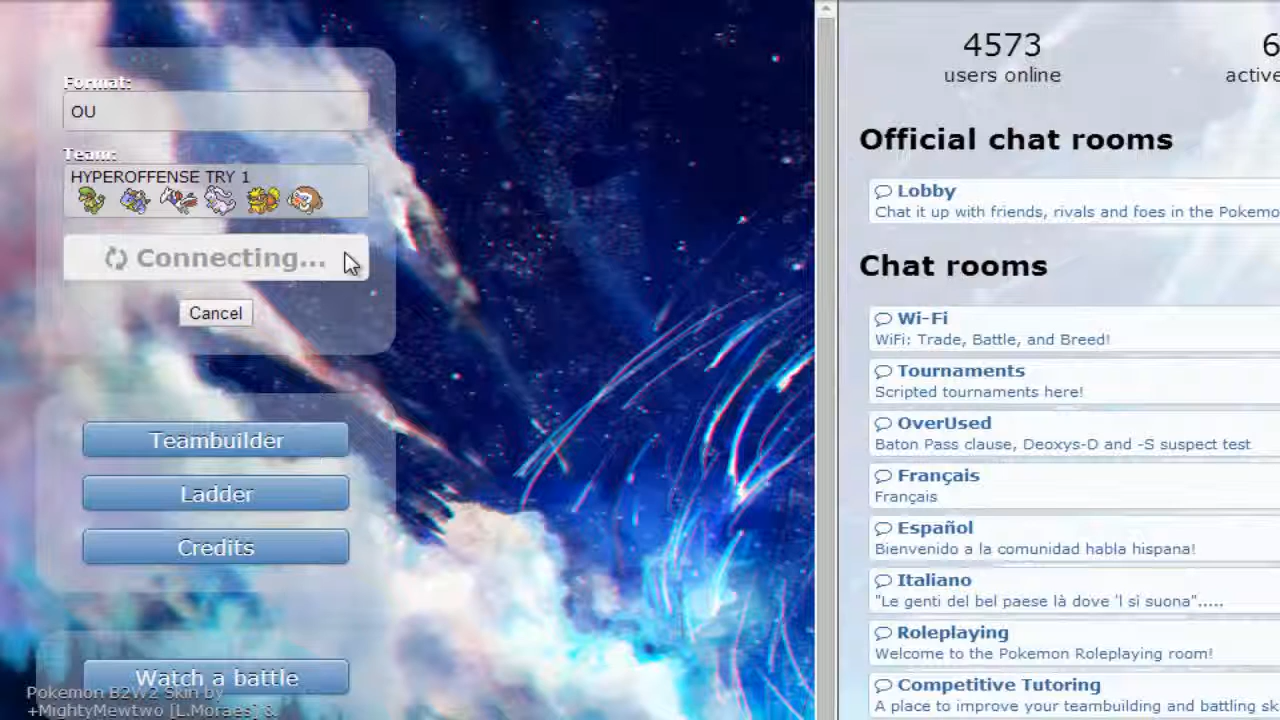 Format:
OU
Team:
HYPEROFFENSE TRY 1
Connecting...
Cancel
Teambuilder
Ladder
Credits
Watch a battle
Pokemon B2W2 Skin by
+MightyMewtwo [L.Moraes]
4573
users online
6
active
Official chat rooms
Lobby
Chat it up with friends, rivals and foes in the Pokemo
Chat rooms
Wi-Fi
WiFi: Trade, Battle, and Breed!
Tournaments
Scripted tournaments here!
OverUsed
Baton Pass clause, Deoxys-D and -S suspect test
Français
Français
Español
Bienvenido a la comunidad habla hispana!
Italiano
"Le genti del bel paese là dove 'l sì suona".....
Roleplaying
Welcome to the Pokemon Roleplaying room!
Competitive Tutoring
A place to improve your teambuilding and battling sk